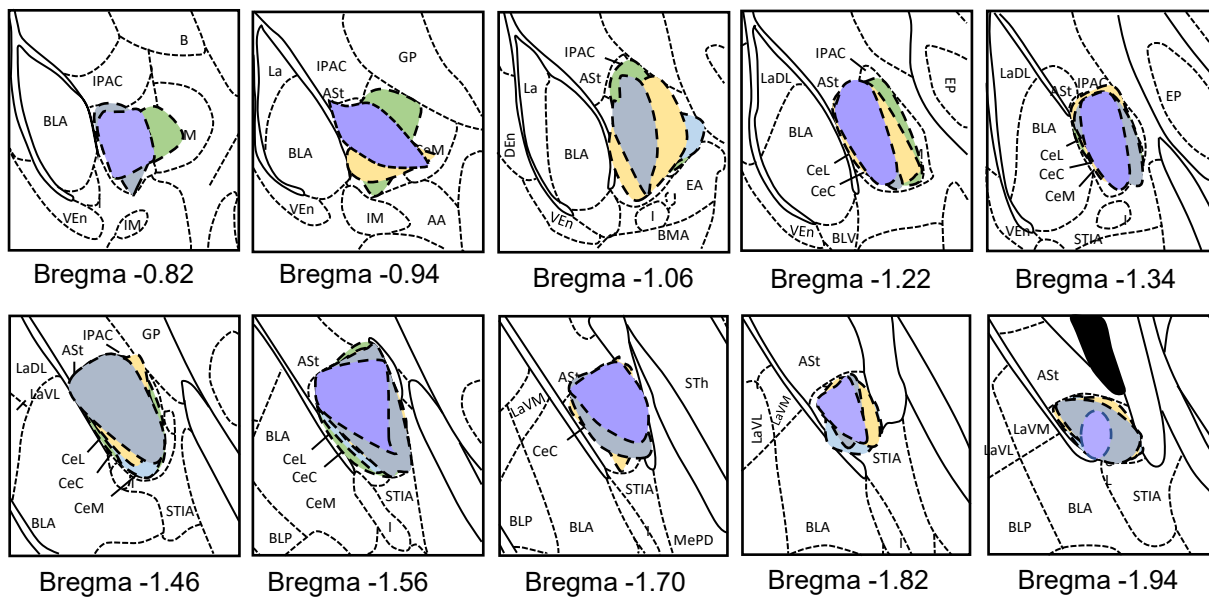 B
IPAC
BLA
M
VEn
IM
Bregma -0.82
La
IPAC
GP
ASt
BLA
CeM
VEn
IM
AA
Bregma -0.94
IPAC
ASt
La
DEn
BLA
EA
I
VEn
BMA
Bregma -1.06
IPAC
LaDL
ASt
EP
BLA
CeL
CeC
VEn
BLV
Bregma -1.22
LaDL
IPAC
ASt
EP
BLA
CeL
CeC
CeM
I
VEn
STIA
Bregma -1.34
IPAC
GP
ASt
LaDL
LaVL
CeL
CeC
I
CeM
STIA
BLA
Bregma -1.46
ASt
BLA
CeL
CeC
CeM
STIA
I
BLP
Bregma -1.56
ASt
STh
LaVM
CeC
STIA
BLP
BLA
I
MePD
Bregma -1.70
ASt
LaVL
LaVM
STIA
BLA
I
Bregma -1.82
ASt
LaVM
LaVL
I
STIA
BLA
BLP
Bregma -1.94